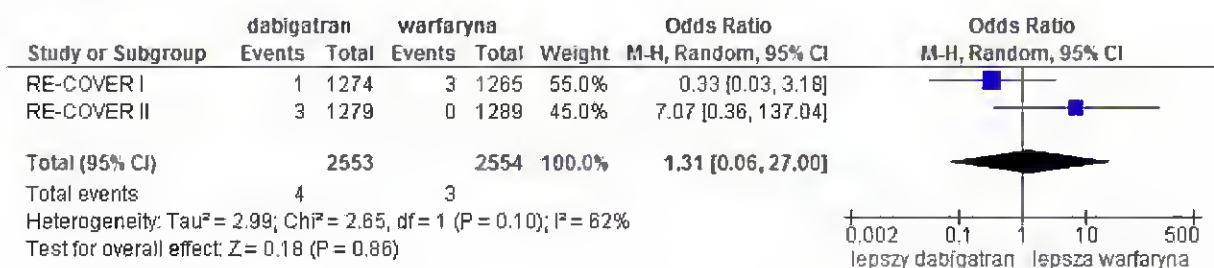 dabigatran warfaryna Odds Ratio Odds Ratio
Study or Subgroup Events Total Events Total Weight M-H, Random, 95% CI M-H, Random, 95% CI
RE-COVER I 1 1274 3 1265 55.0% 0.33 [0.03, 3.18]
RE-COVER II 3 1279 0 1289 45.0% 7.07 [0.36, 137.04]
Total (95% CI) 2553 2554 100.0% 1.31 [0.06, 27.00]
Total events 4 3
Heterogeneity: Tau² = 2.99; Chi² = 2.65, df = 1 (P = 0.10); I² = 62%
Test for overall effect: Z = 0.18 (P = 0.86)
0,002 0,1 1 10 500
lepszy dabigatran lepsza warfaryna